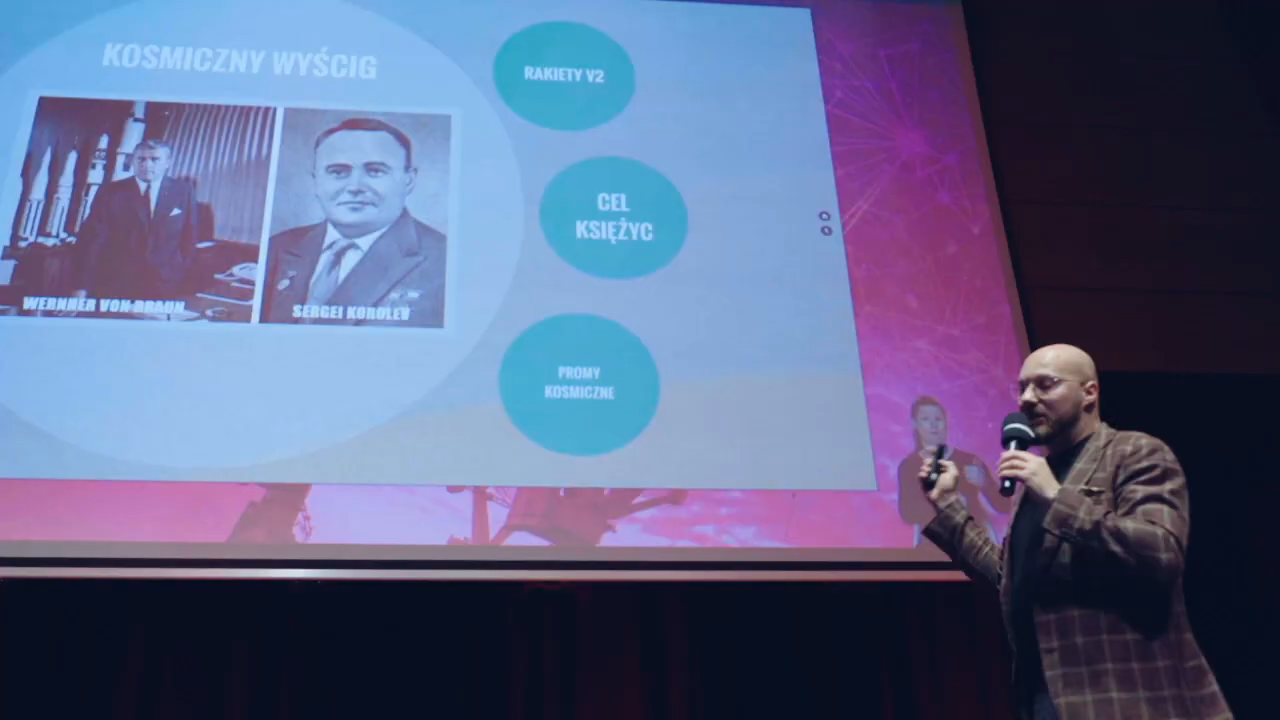 KOSMICZNY WYŚCIG
WERNHER VON BRAUN
SERGEI KOROLEV
RAKIETY V2
CEL
KSIĘŻYC
PROMY
KOSMICZNE